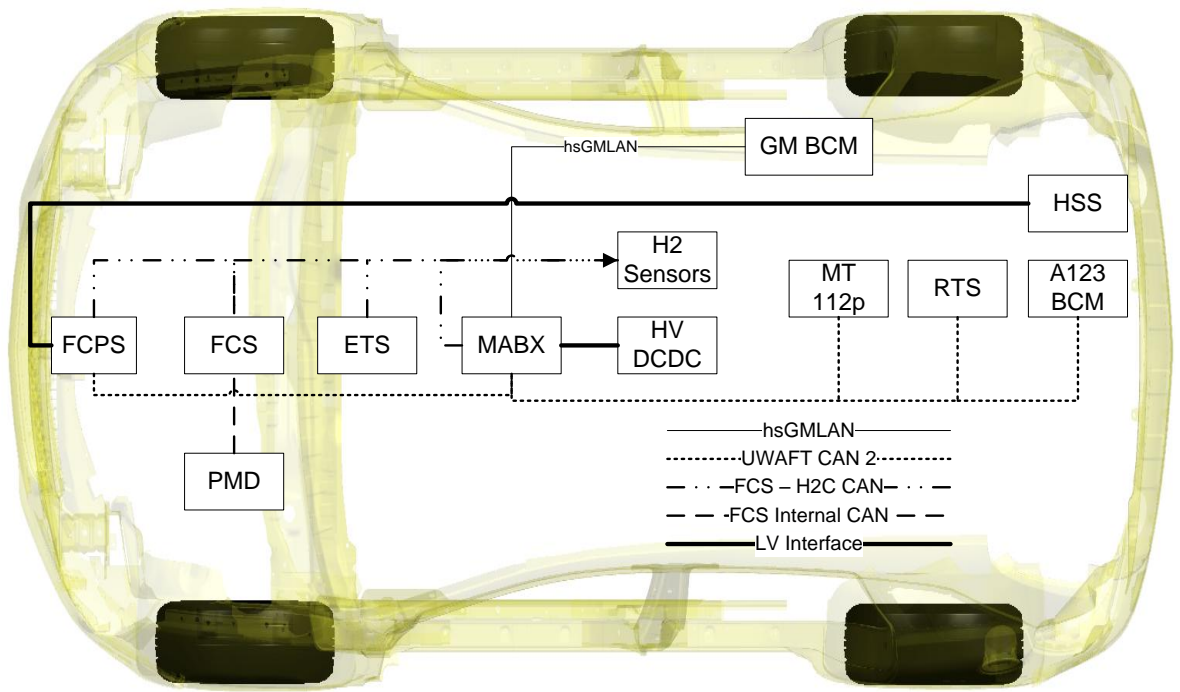 hsGMLAN
GM BCM
HSS
H2
Sensors
MT
112p
RTS
A123
BCM
FCPS
FCS
ETS
MABX
HV
DCDC
PMD
hsGMLAN
UWAFT CAN 2
FCS – H2C CAN
FCS Internal CAN
LV Interface